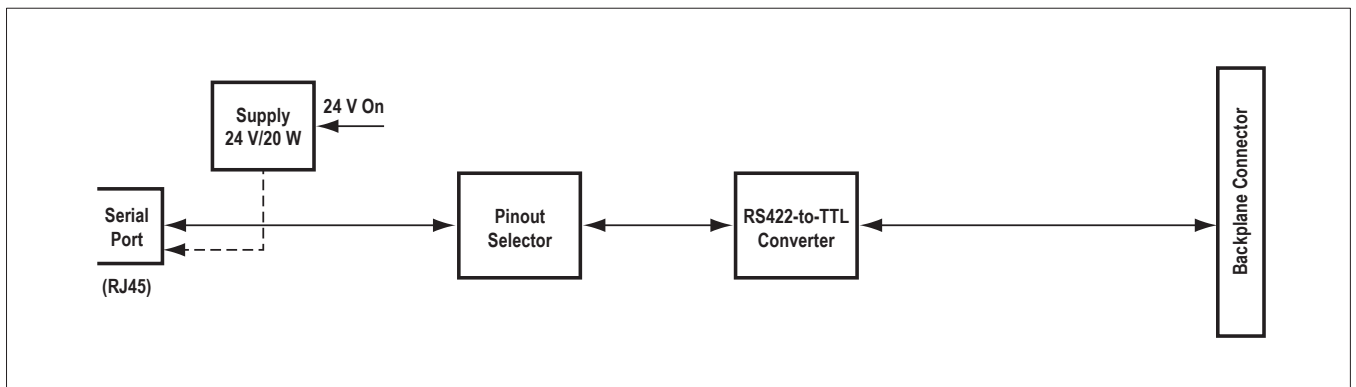 Supply
24 V/20 W
24 V On
Serial
Port
(RJ45)
Pinout
Selector
RS422-to-TTL
Converter
Backplane Connector